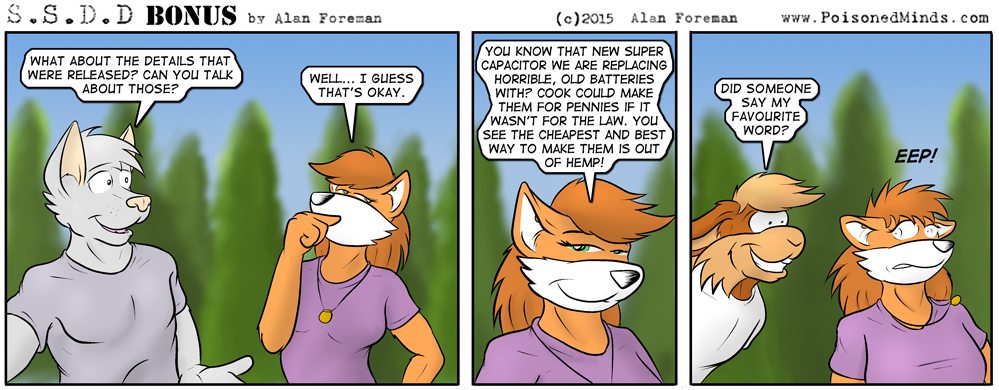 S.S.D.D BONUS by Alan Foreman (c)2015 Alan Foreman www.PoisonedMinds.com
WHAT ABOUT THE DETAILS THAT
WERE RELEASED? CAN YOU TALK
ABOUT THOSE?
WELL... I GUESS
THAT'S OKAY.
YOU KNOW THAT NEW SUPER
CAPACITOR WE ARE REPLACING
HORRIBLE, OLD BATTERIES
WITH? COOK COULD MAKE
THEM FOR PENNIES IF IT
WASN'T FOR THE LAW. YOU
SEE THE CHEAPEST AND BEST
WAY TO MAKE THEM IS OUT
OF HEMP!
DID SOMEONE
SAY MY
FAVOURITE
WORD?
EEP!